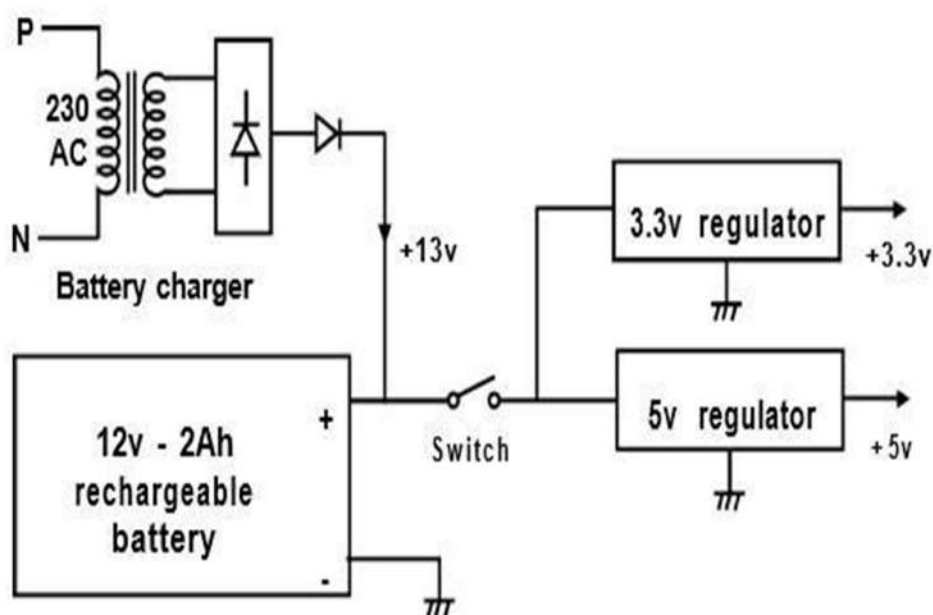 P
230
AC
N
Battery charger
+13v
3.3v regulator
+3.3v
12v - 2Ah
rechargeable
battery
+
-
Switch
5v regulator
+5v